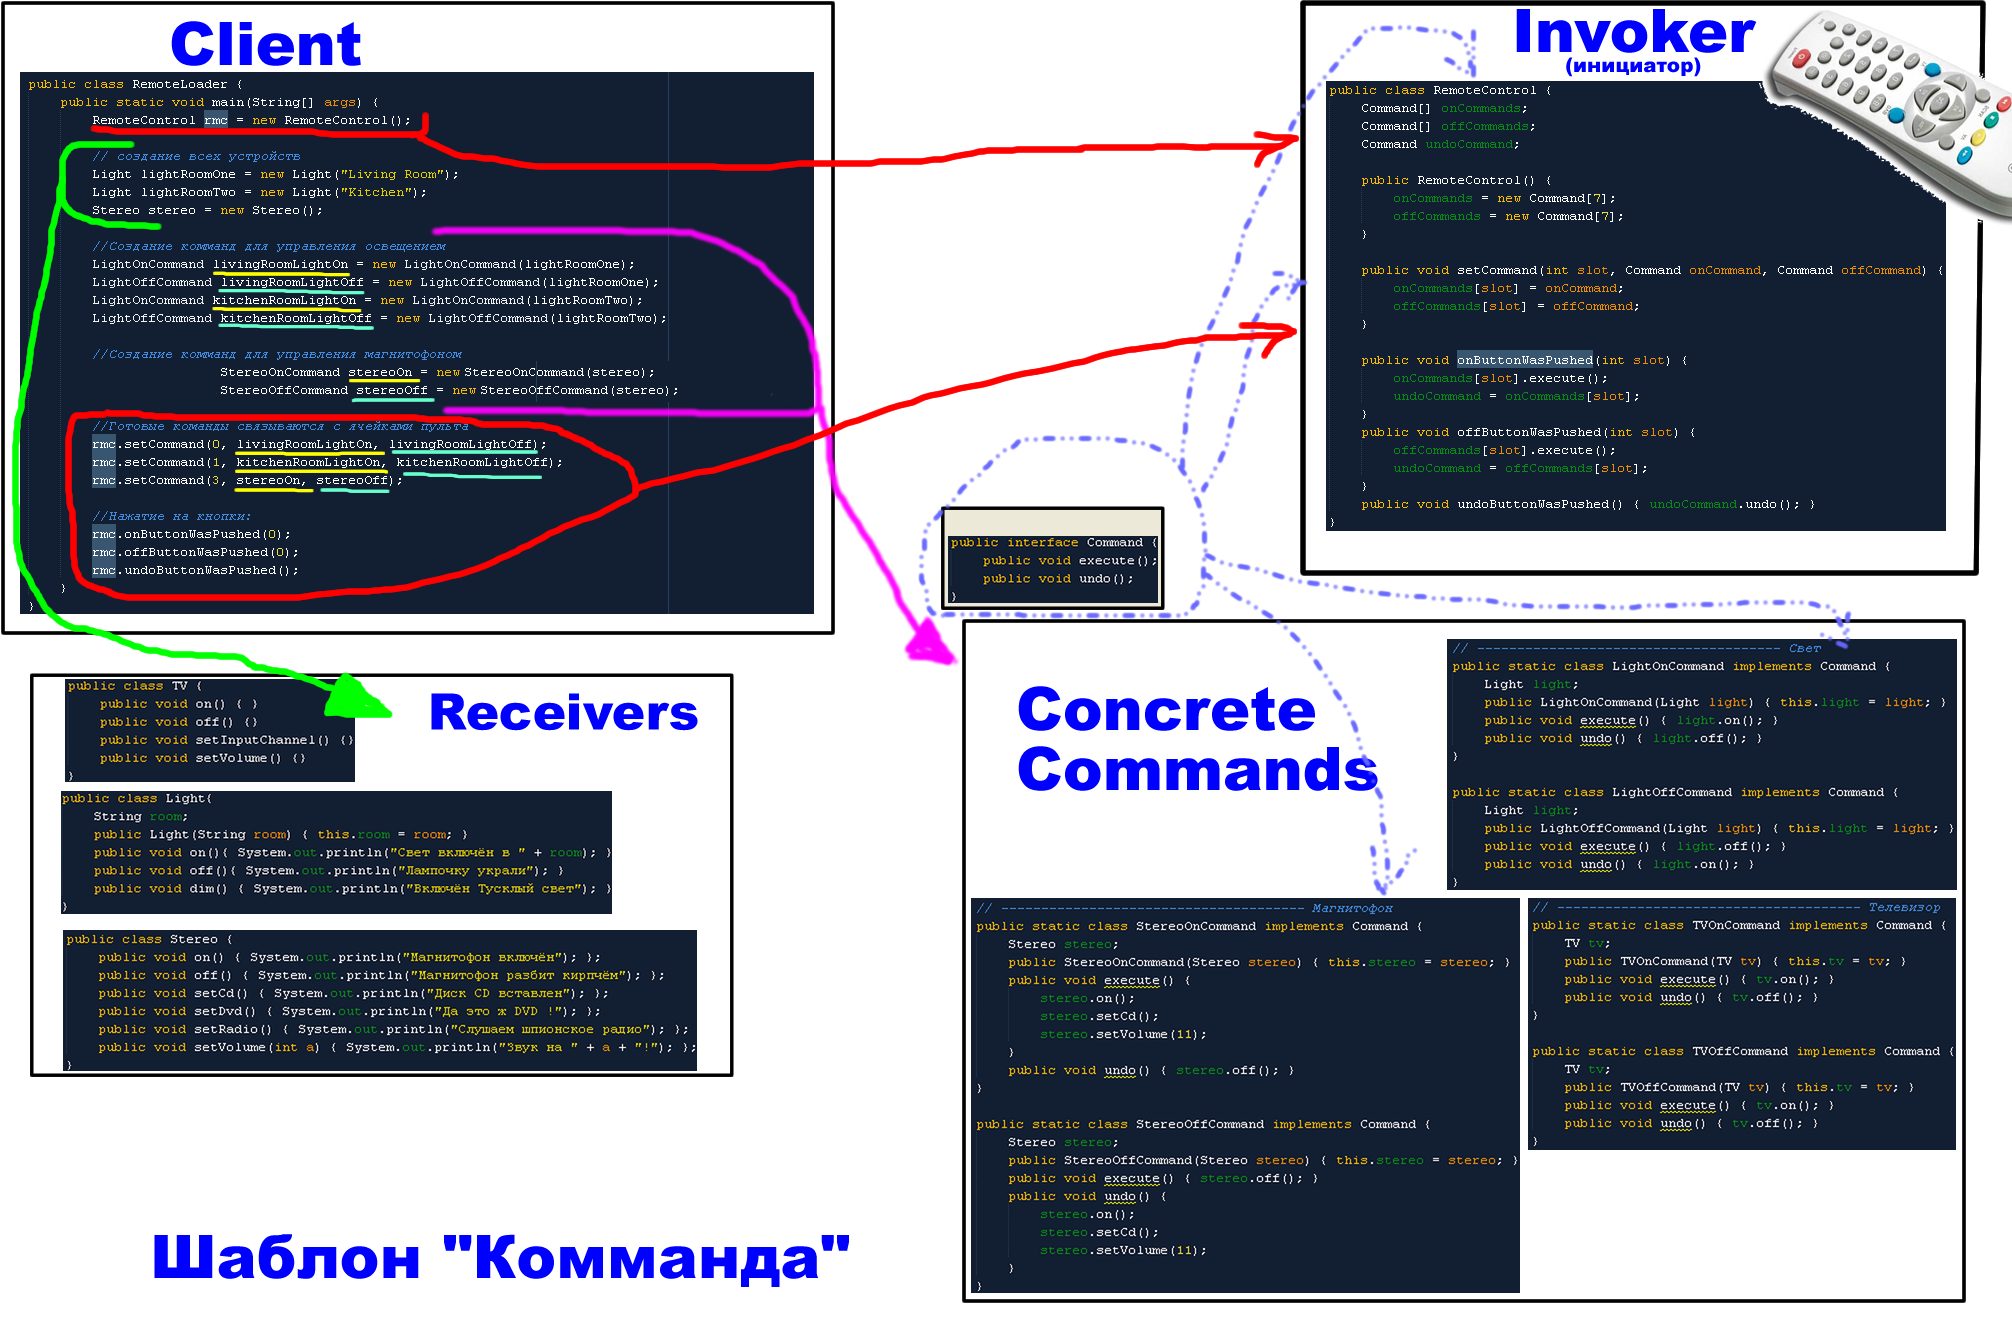 Client
public class RemoteLoader {
public static void main(String[] args) {
RemoteControl rmc = new RemoteControl();
// создание всех устройств
Light lightRoomOne = new Light("Living Room");
Light lightRoomTwo = new Light("Kitchen");
Stereo stereo = new Stereo();
//Создание комманд для управления освещением
LightOnCommand livingRoomLightOn = new LightOnCommand(lightRoomOne);
LightOffCommand livingRoomLightOff = new LightOffCommand(lightRoomOne);
LightOnCommand kitchenRoomLightOn = new LightOnCommand(lightRoomTwo);
LightOffCommand kitchenRoomLightOff = new LightOffCommand(lightRoomTwo);
//Создание комманд для управления магнитофоном
StereoOnCommand stereoOn = new StereoOnCommand(stereo);
StereoOffCommand stereoOff = new StereoOffCommand(stereo);
//Готовые команды связываются с ячейками пульта
rmc.setCommand(0, livingRoomLightOn, livingRoomLightOff);
rmc.setCommand(1, kitchenRoomLightOn, kitchenRoomLightOff);
rmc.setCommand(3, stereoOn, stereoOff);
//Нажатие на кнопки:
rmc.onButtonWasPushed(0);
rmc.offButtonWasPushed(0);
rmc.undoButtonWasPushed();
}
}
Invoker
(инициатор)
public class RemoteControl {
Command[] onCommands;
Command[] offCommands;
Command undoCommand;
public RemoteControl() {
onCommands = new Command[7];
offCommands = new Command[7];
}
public void setCommand(int slot, Command onCommand, Command offCommand) {
onCommands[slot] = onCommand;
offCommands[slot] = offCommand;
}
public void onButtonWasPushed(int slot) {
onCommands[slot].execute();
undoCommand = onCommands[slot];
}
public void offButtonWasPushed(int slot) {
offCommands[slot].execute();
undoCommand = offCommands[slot];
}
public void undoButtonWasPushed() { undoCommand.undo(); }
}
public interface Command {
public void execute();
public void undo();
}
Receivers
public class TV {
public void on() { }
public void off() {}
public void setInputChannel() {}
public void setVolume() {}
}
public class Light{
String room;
public Light(String room) { this.room = room; }
public void on(){ System.out.println("Свет включён в " + room); }
public void off(){ System.out.println("Лампочку украли"); }
public void dim() { System.out.println("Включён Тусклый свет"); }
}
public class Stereo {
public void on() { System.out.println("Магнитофон включён"); };
public void off() { System.out.println("Магнитофон разбит кирпчём"); };
public void setCd() { System.out.println("Диск CD вставлен"); };
public void setDvd() { System.out.println("Да это ж DVD !"); };
public void setRadio() { System.out.println("Слушаем шпионское радио"); };
public void setVolume(int a) { System.out.println("Звук на " + a + "!"); };
}
Concrete
Commands
// -------------------------------------- Свет
public static class LightOnCommand implements Command {
Light light;
public LightOnCommand(Light light) { this.light = light; }
public void execute() { light.on(); }
public void undo() { light.off(); }
}
public static class LightOffCommand implements Command {
Light light;
public LightOffCommand(Light light) { this.light = light; }
public void execute() { light.off(); }
public void undo() { light.on(); }
}
// -------------------------------------- Магнитофон
public static class StereoOnCommand implements Command {
Stereo stereo;
public StereoOnCommand(Stereo stereo) { this.stereo = stereo; }
public void execute() {
stereo.on();
stereo.setCd();
stereo.setVolume(11);
}
public void undo() { stereo.off(); }
}
public static class StereoOffCommand implements Command {
Stereo stereo;
public StereoOffCommand(Stereo stereo) { this.stereo = stereo; }
public void execute() { stereo.off(); }
public void undo() {
stereo.on();
stereo.setCd();
stereo.setVolume(11);
}
}
// -------------------------------------- Телевизор
public static class TVOnCommand implements Command {
TV tv;
public TVOnCommand(TV tv) { this.tv = tv; }
public void execute() { tv.on(); }
public void undo() { tv.off(); }
}
public static class TVOffCommand implements Command {
TV tv;
public TVOffCommand(TV tv) { this.tv = tv; }
public void execute() { tv.on(); }
public void undo() { tv.off(); }
}
Шаблон "Комманда"